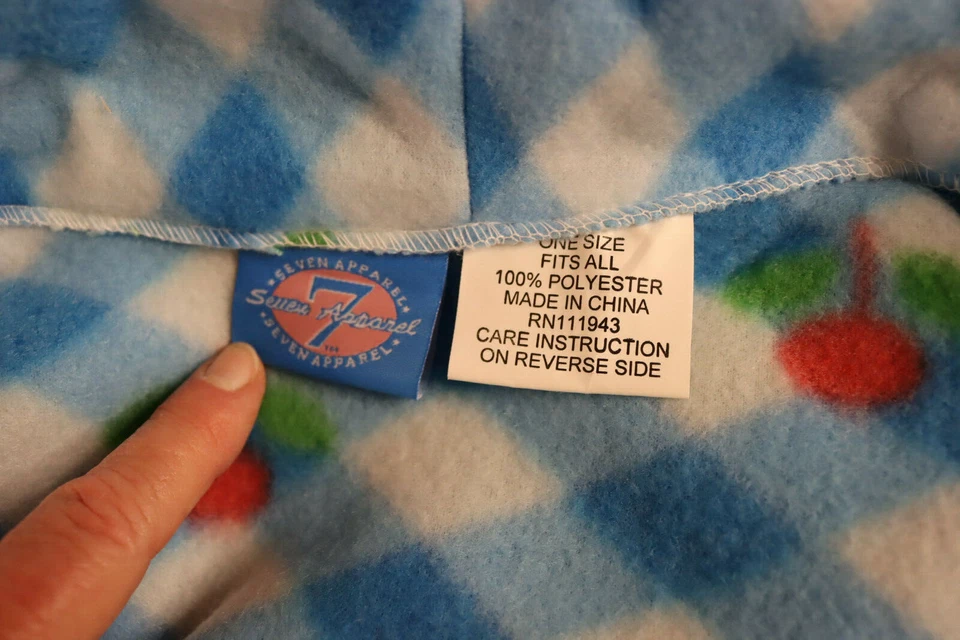 SEVEN APPAREL
7
Seven Apparel
SEVEN APPAREL
ONE SIZE
FITS ALL
100% POLYESTER
MADE IN CHINA
RN111943
CARE INSTRUCTION
ON REVERSE SIDE